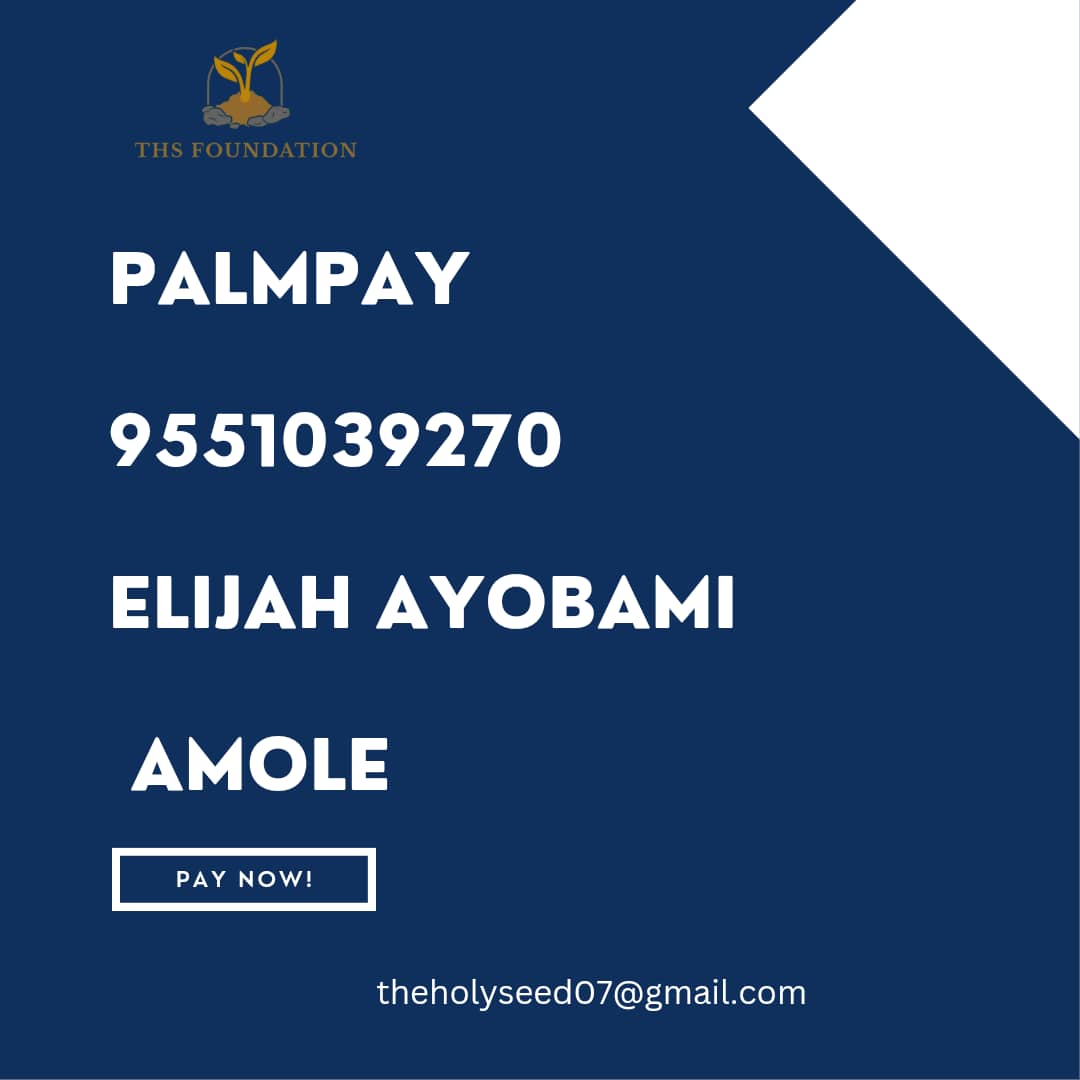 THS FOUNDATION
PALMPAY
9551039270
ELIJAH AYOBAMI
AMOLE
PAY NOW!
theholyseed07@gmail.com